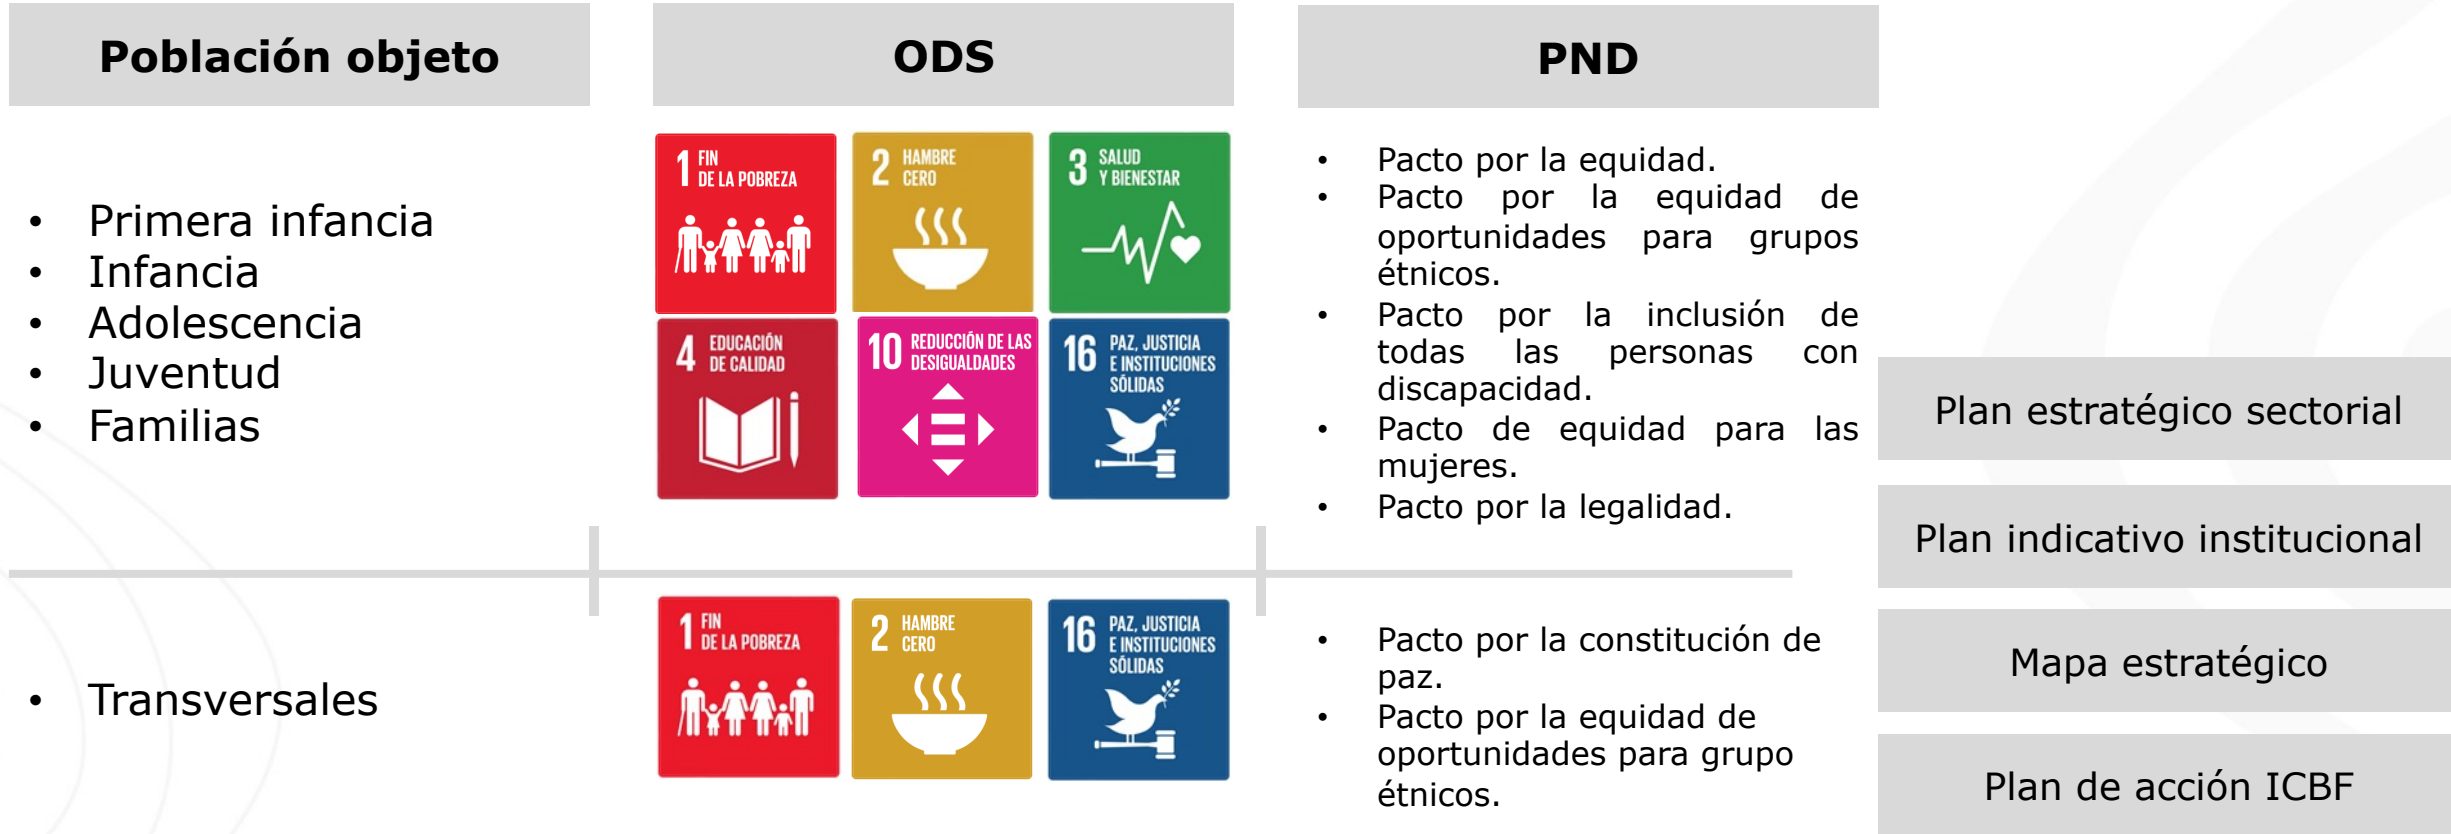 Población objeto
ODS
PND
• Primera infancia
• Infancia
• Adolescencia
• Juventud
• Familias
1 FIN
DE LA POBREZA
2 HAMBRE
CERO
3 SALUD
Y BIENESTAR
4 EDUCACIÓN
DE CALIDAD
10 REDUCCIÓN DE LAS
DESIGUALDADES
16 PAZ, JUSTICIA
E INSTITUCIONES
SÓLIDAS
• Pacto por la equidad.
• Pacto por la equidad de
oportunidades para grupos
étnicos.
• Pacto por la inclusión de
todas las personas con
discapacidad.
• Pacto de equidad para las
mujeres.
• Pacto por la legalidad.
• Transversales
1 FIN
DE LA POBREZA
2 HAMBRE
CERO
16 PAZ, JUSTICIA
E INSTITUCIONES
SÓLIDAS
• Pacto por la constitución de
paz.
• Pacto por la equidad de
oportunidades para grupo
étnicos.
Plan estratégico sectorial
Plan indicativo institucional
Mapa estratégico
Plan de acción ICBF